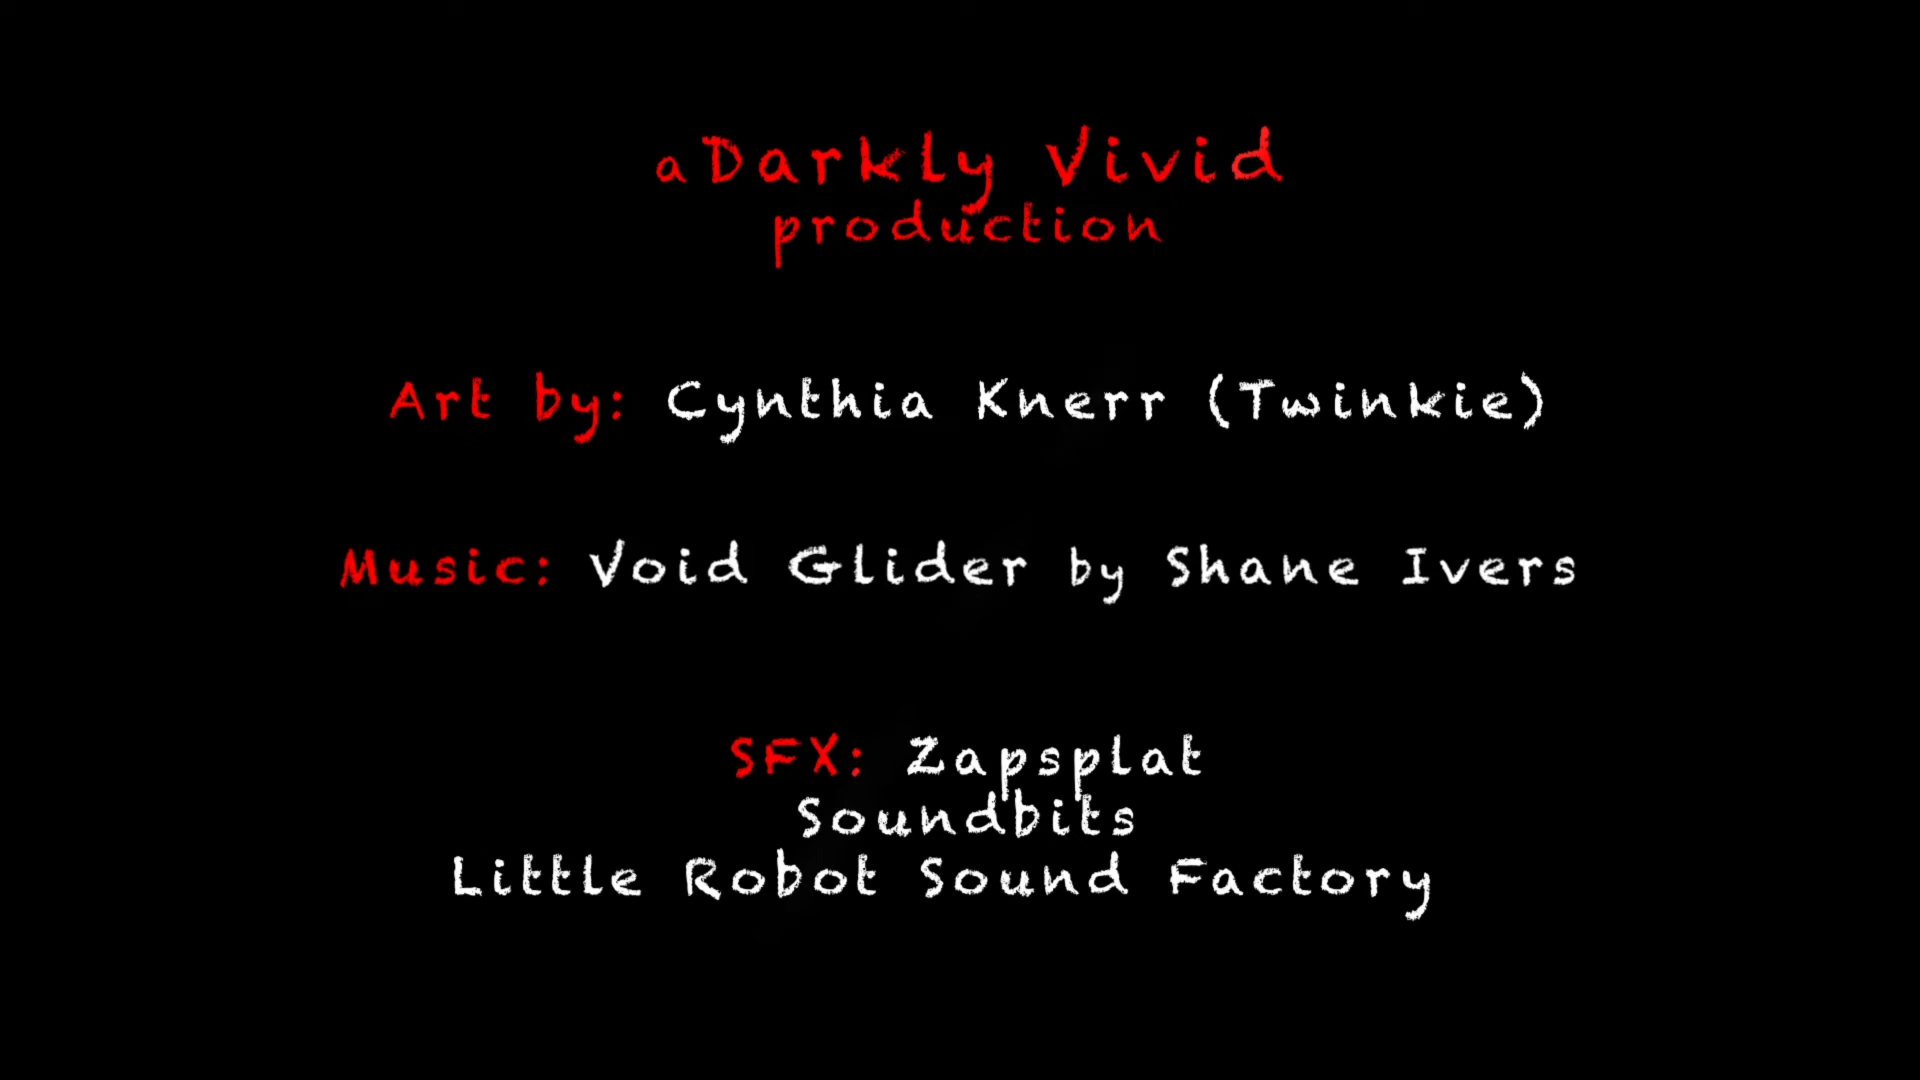 a Darkly Vivid
production
Art by: Cynthia Knerr (Twinkie)
Music: Void Glider by Shane Ivers
SFX: Zapsplat
Soundbits
Little Robot Sound Factory